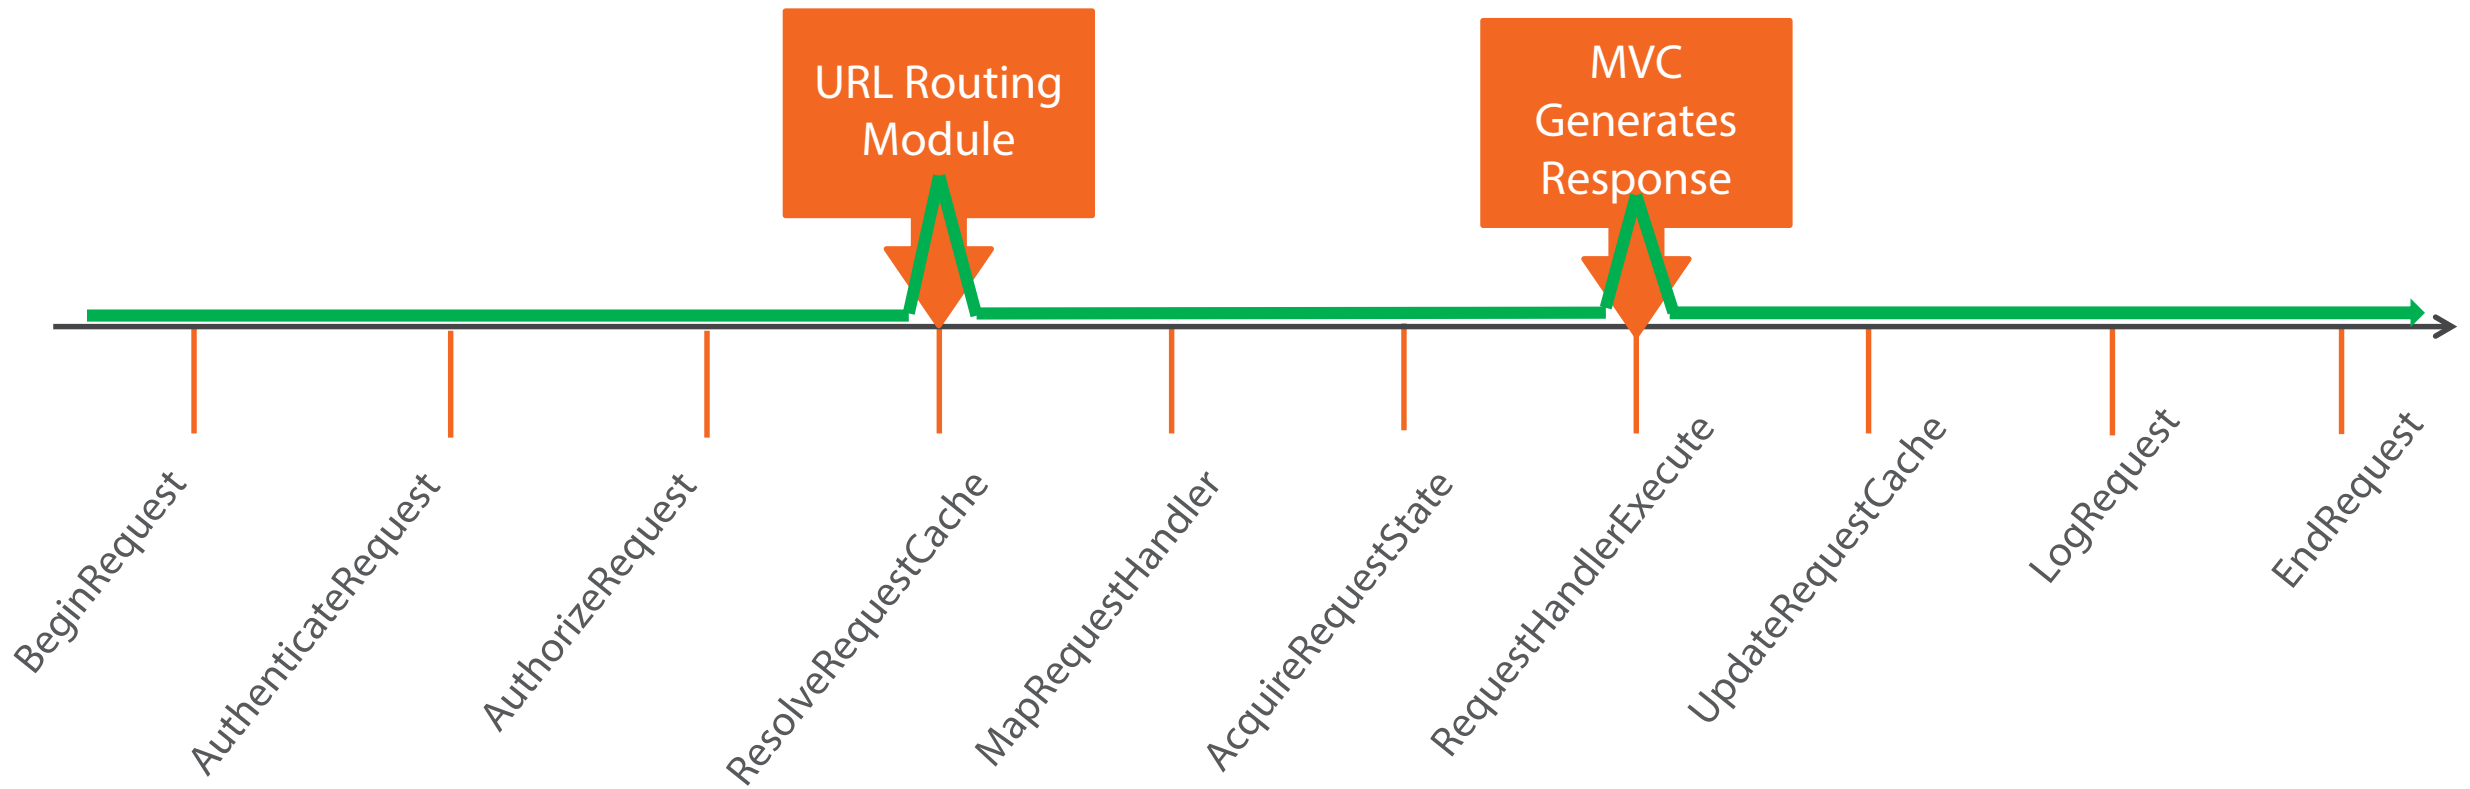 URL Routing
Module
MVC
Generates
Response
BeginRequest
AuthenticateRequest
AuthorizeRequest
ResolveRequestCache
MapRequestHandler
AcquireRequestState
RequestHandlerExecute
UpdateRequestCache
LogRequest
EndRequest